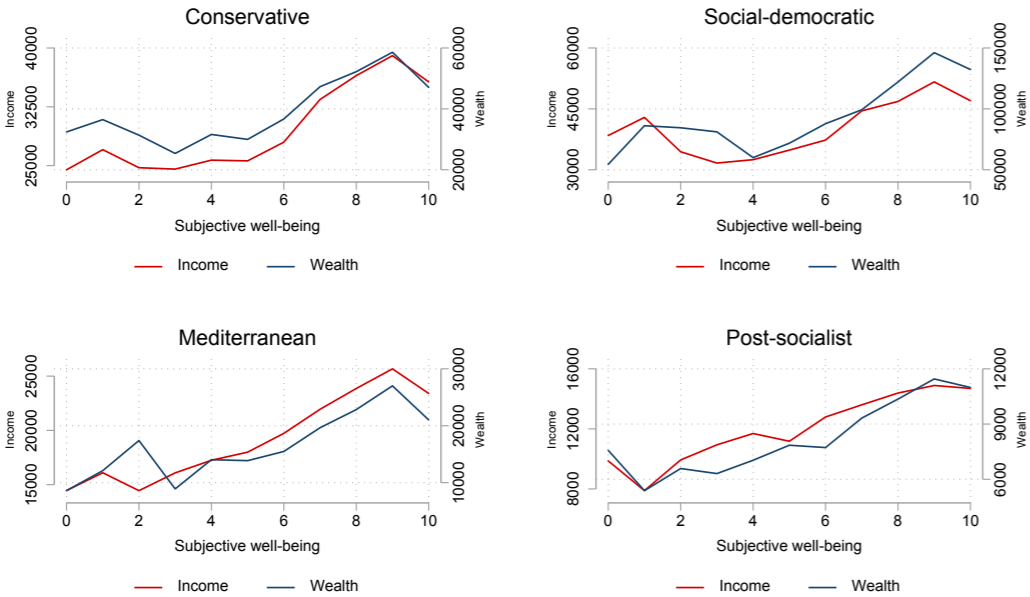 Conservative
Income
25000 32500 40000
20000 40000 60000
Wealth
0 2 4 6 8 10
Subjective well-being
Income Wealth
Social-democratic
Income
30000 45000 60000
50000 100000 150000
Wealth
0 2 4 6 8 10
Subjective well-being
Income Wealth
Mediterranean
Income
15000 20000 25000
10000 20000 30000
Wealth
0 2 4 6 8 10
Subjective well-being
Income Wealth
Post-socialist
Income
8000 12000 16000
6000 9000 12000
Wealth
0 2 4 6 8 10
Subjective well-being
Income Wealth